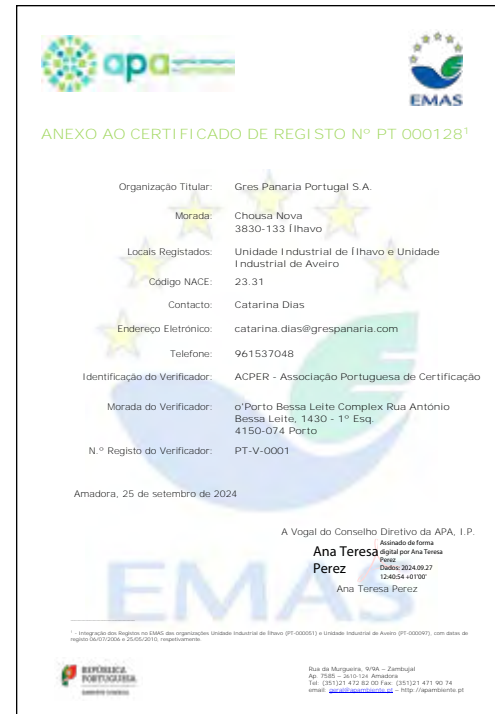 apa
EMAS
ANEXO AO CERTIFICADO DE REGISTO Nº PT 000128¹
Organização Titular: Gres Panaria Portugal S.A.
Morada: Chousa Nova
3830-133 Ílhavo
Locais Registados: Unidade Industrial de Ílhavo e Unidade
Industrial de Aveiro
Código NACE: 23.31
Contacto: Catarina Dias
Endereço Eletrónico: catarina.dias@grespanaria.com
Telefone: 961537048
Identificação do Verificador: ACPER - Associação Portuguesa de Certificação
Morada do Verificador: o'Porto Bessa Leite Complex Rua António
Bessa Leite, 1430 - 1º Esq.
4150-074 Porto
N.º Registo do Verificador: PT-V-0001
Amadora, 25 de setembro de 2024
A Vogal do Conselho Diretivo da APA, I.P.
Ana Teresa
Perez
Assinado de forma
digital por Ana Teresa
Perez
Dados: 2024.09.27
12:40:54 +01'00'
Ana Teresa Perez
EMAS
¹ - Integração dos Registos no EMAS das organizações Unidade Industrial de Ílhavo (PT-000051) e Unidade Industrial de Aveiro (PT-000097), com datas de
registo 06/07/2006 e 25/05/2010, respetivamente.
REPÚBLICA
PORTUGUESA
Rua da Murgueira, 9/9A – Zambujal
Ap. 7585 – 2610-124 Amadora
Tel: (351)21 472 82 00 Fax: (351)21 471 90 74
email: geral@apambiente.pt – http://apambiente.pt